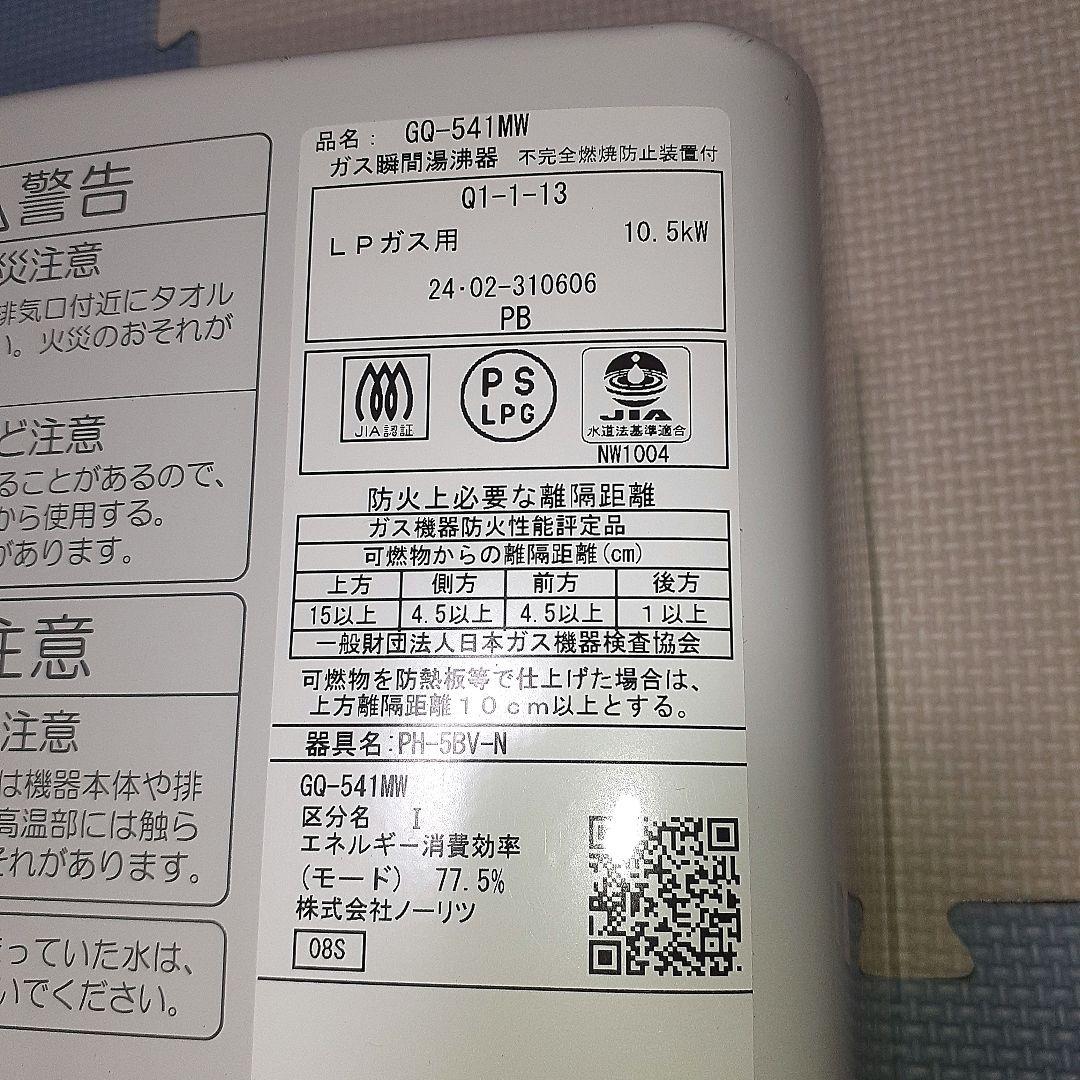 警告
災注意
排気口付近にタオル
い。火災のおそれが
ど注意
ることがあるので、
から使用する。
があります。
注意
注意
は機器本体や排
高温部には触ら
それがあります。
まっていた水は、
いでください。
品名： GQ-541MW
ガス瞬間湯沸器 不完全燃焼防止装置付
Q1-1-13
LPガス用 10.5kW
24・02-310606
PB
JIA認証
PS
LPG
JIA
水道法基準適合
NW1004
防火上必要な離隔距離
ガス機器防火性能評定品
可燃物からの離隔距離(cm)
上方 側方 前方 後方
15以上 4.5以上 4.5以上 1以上
一般財団法人日本ガス機器検査協会
可燃物を防熱板等で仕上げた場合は、
上方離隔距離10cm以上とする。
器具名:PH-5BV-N
GQ-541MW
区分名 I
エネルギー消費効率
(モード) 77.5%
株式会社ノーリツ
08S